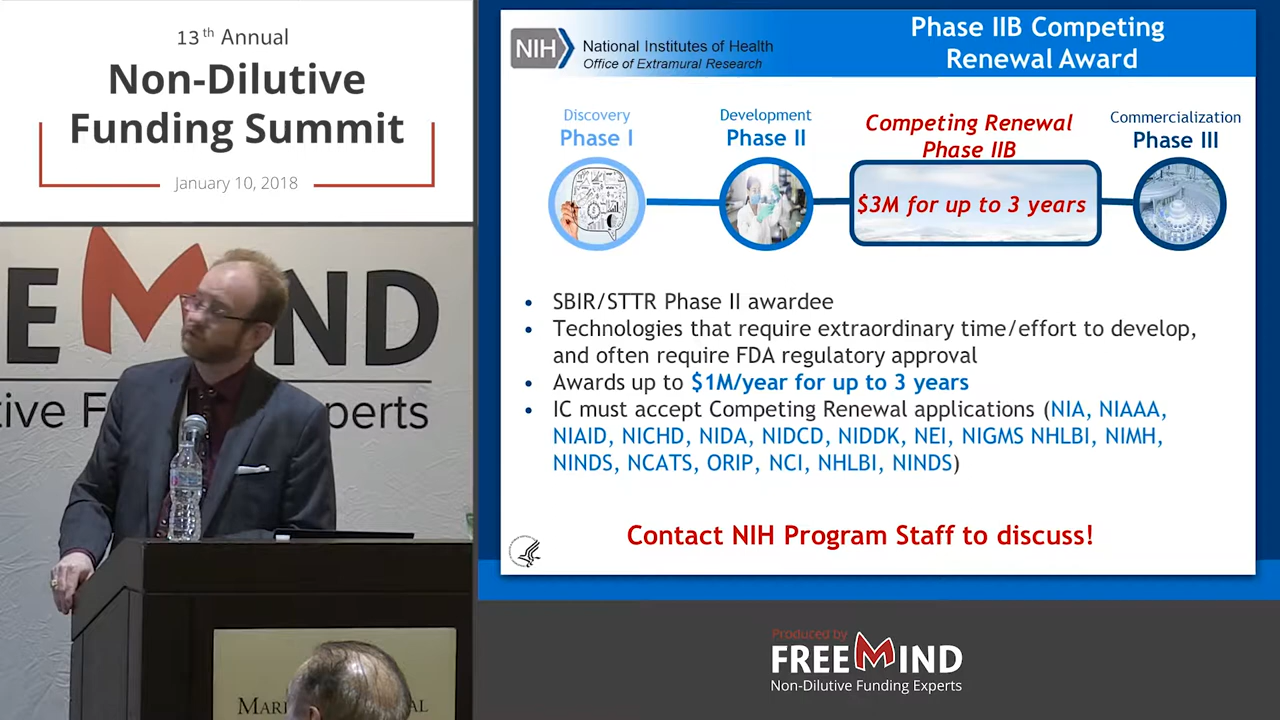 13th Annual
Non-Dilutive
Funding Summit
January 10, 2018
E M IND
tive F perts
NIH
National Institutes of Health
Office of Extramural Research
Phase IIB Competing
Renewal Award
Discovery
Phase I
Development
Phase II
Competing Renewal
Phase IIB
$3M for up to 3 years
Commercialization
Phase III
• SBIR/STTR Phase II awardee
• Technologies that require extraordinary time/effort to develop,
and often require FDA regulatory approval
• Awards up to $1M/year for up to 3 years
• IC must accept Competing Renewal applications (NIA, NIAAA,
NIAID, NICHD, NIDA, NIDCD, NIDDK, NEI, NIGMS NHLBI, NIMH,
NINDS, NCATS, ORIP, NCI, NHLBI, NINDS)
Contact NIH Program Staff to discuss!
Produced by
FREEMIND
Non-Dilutive Funding Experts